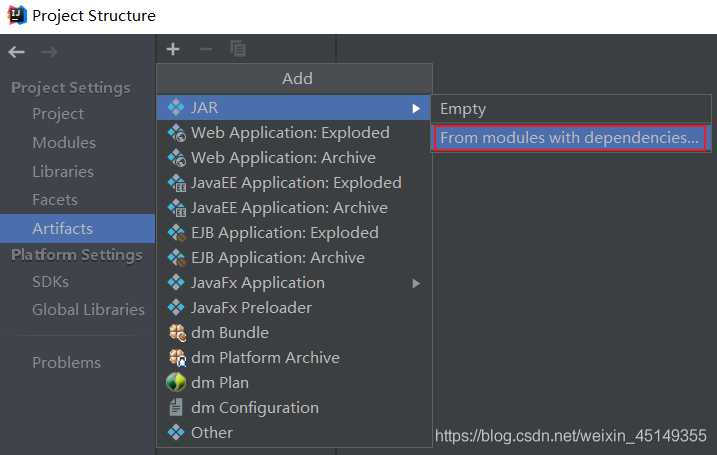 Project Structure
Project Settings
Project
Modules
Libraries
Facets
Artifacts
Platform Settings
SDKs
Global Libraries
Problems
Add
JAR
Web Application: Exploded
Web Application: Archive
JavaEE Application: Exploded
JavaEE Application: Archive
EJB Application: Exploded
EJB Application: Archive
JavaFx Application
JavaFx Preloader
dm Bundle
dm Platform Archive
dm Plan
dm Configuration
Other
Empty
From modules with dependencies...
https://blog.csdn.net/weixin_45149355